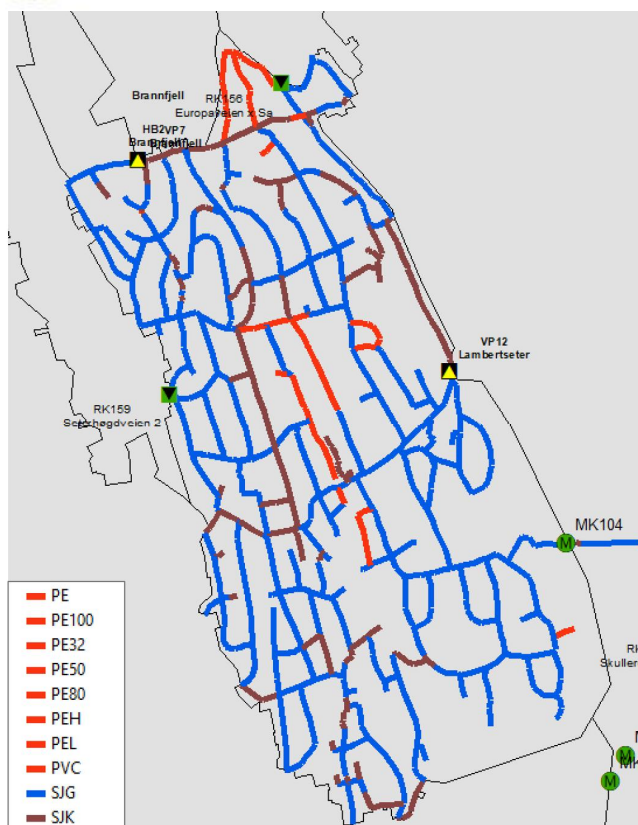 Brannfjell
RK156
Europaveien x Sa
HB2VP7
Brannfjell
VP12
Lambertseter
RK159
MK104
Skuller
PE
PE100
PE32
PE50
PE80
PEH
PEL
PVC
SJG
SJK